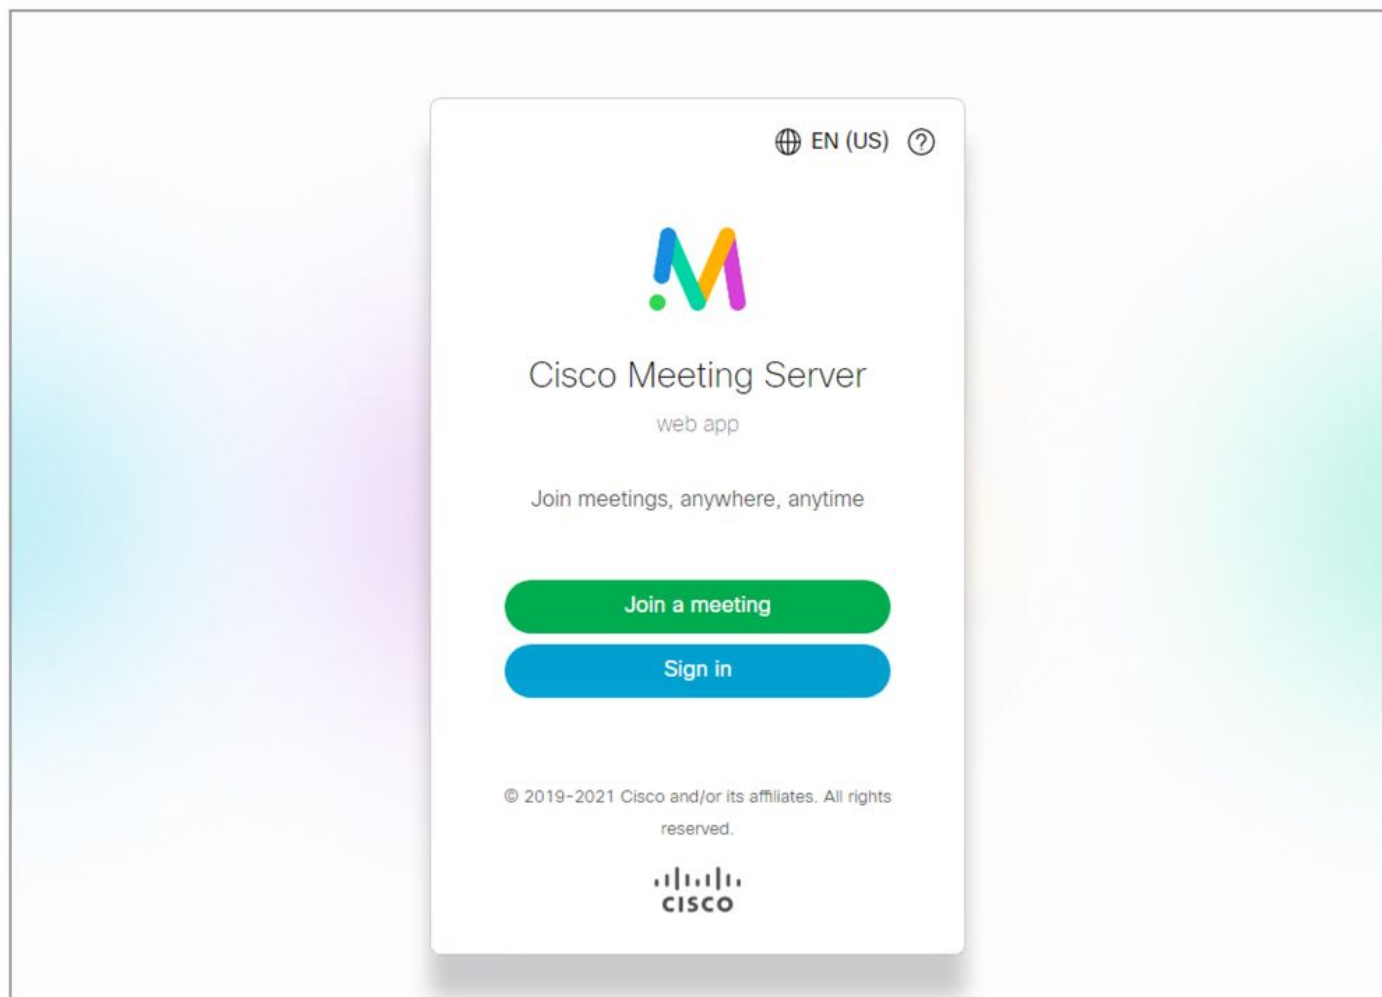 EN (US)
Cisco Meeting Server
web app
Join meetings, anywhere, anytime
Join a meeting
Sign in
© 2019-2021 Cisco and/or its affiliates. All rights
reserved.
CISCO